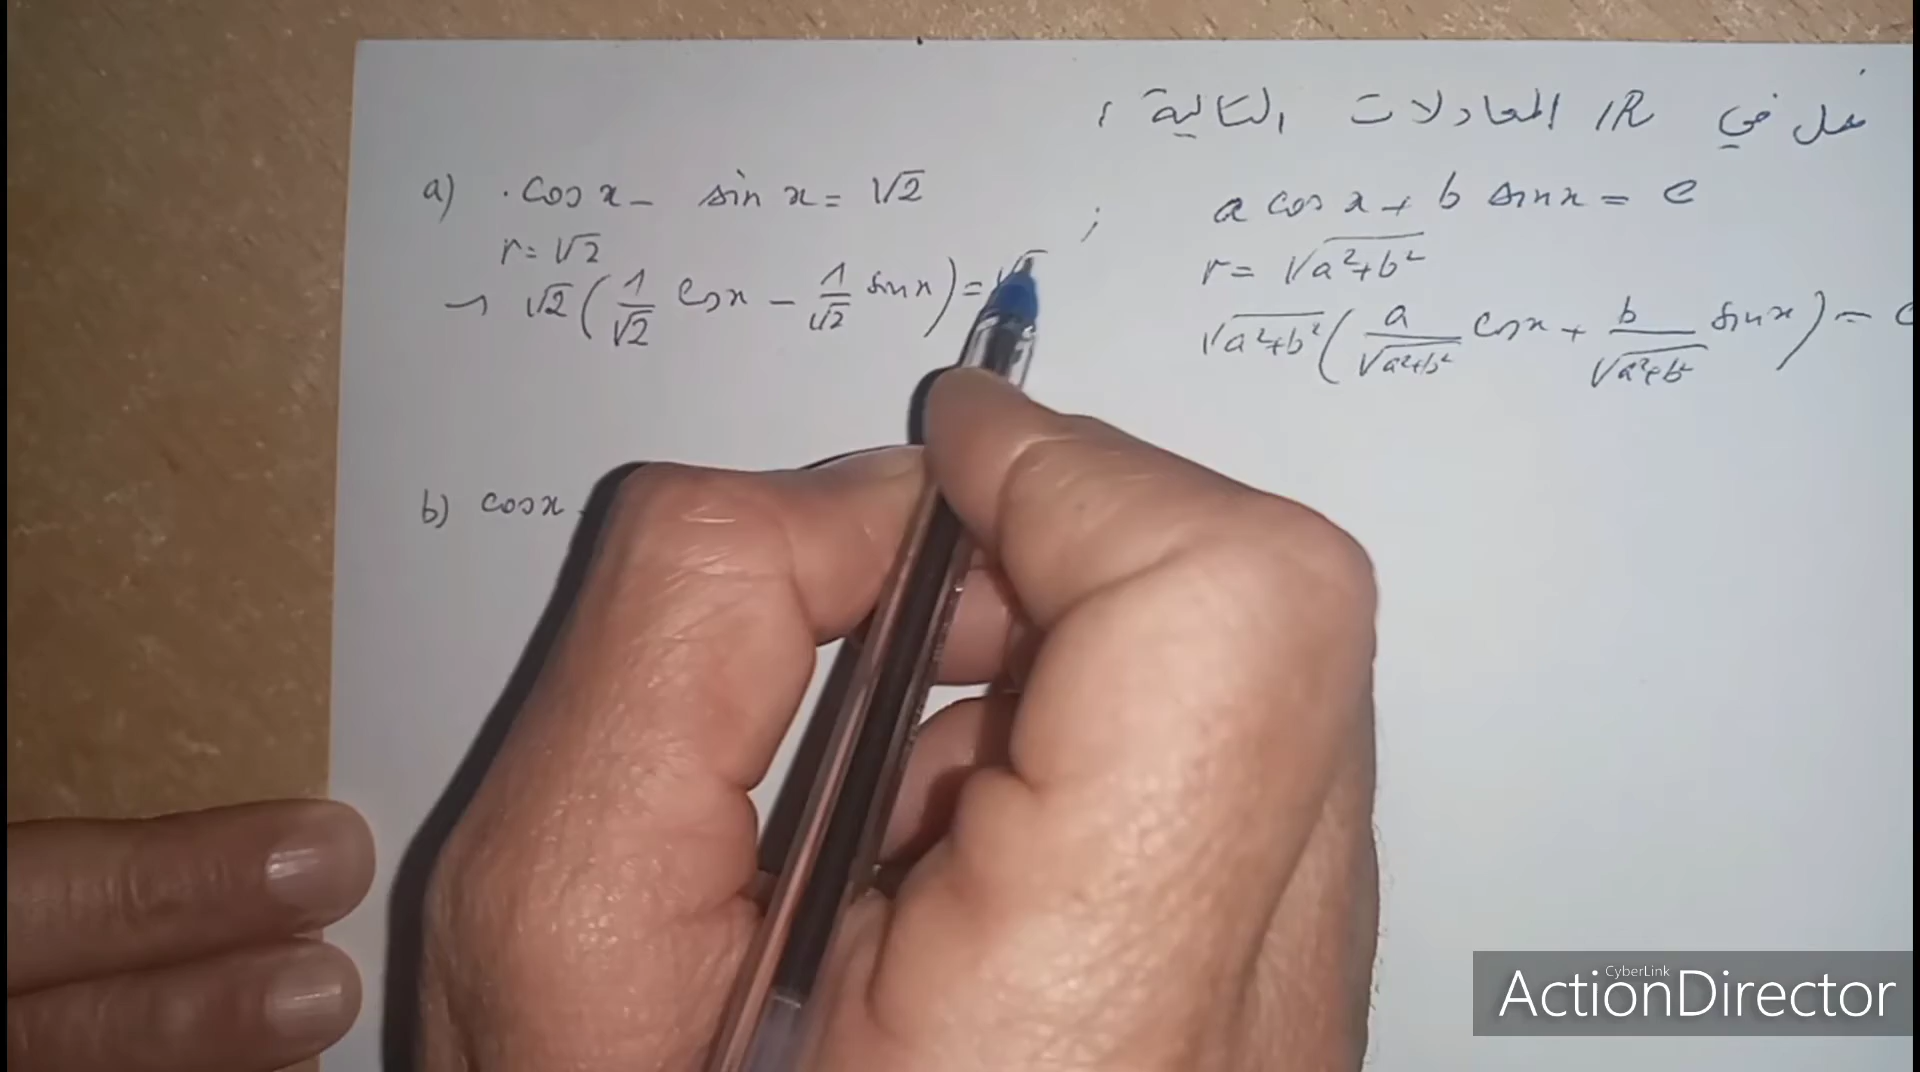 حل في IR المعادلات التالية :
a) . cos x - sin x = √2 ; a cos x + b sin x = c
r = √2
r = √a²+b²
→ √2 ( 1/√2 cos x - 1/√2 sin x ) = √
√a²+b² ( a/√a²+b² cos x + b/√a²+b² sin x ) = c
b) cos x
CyberLink
ActionDirector